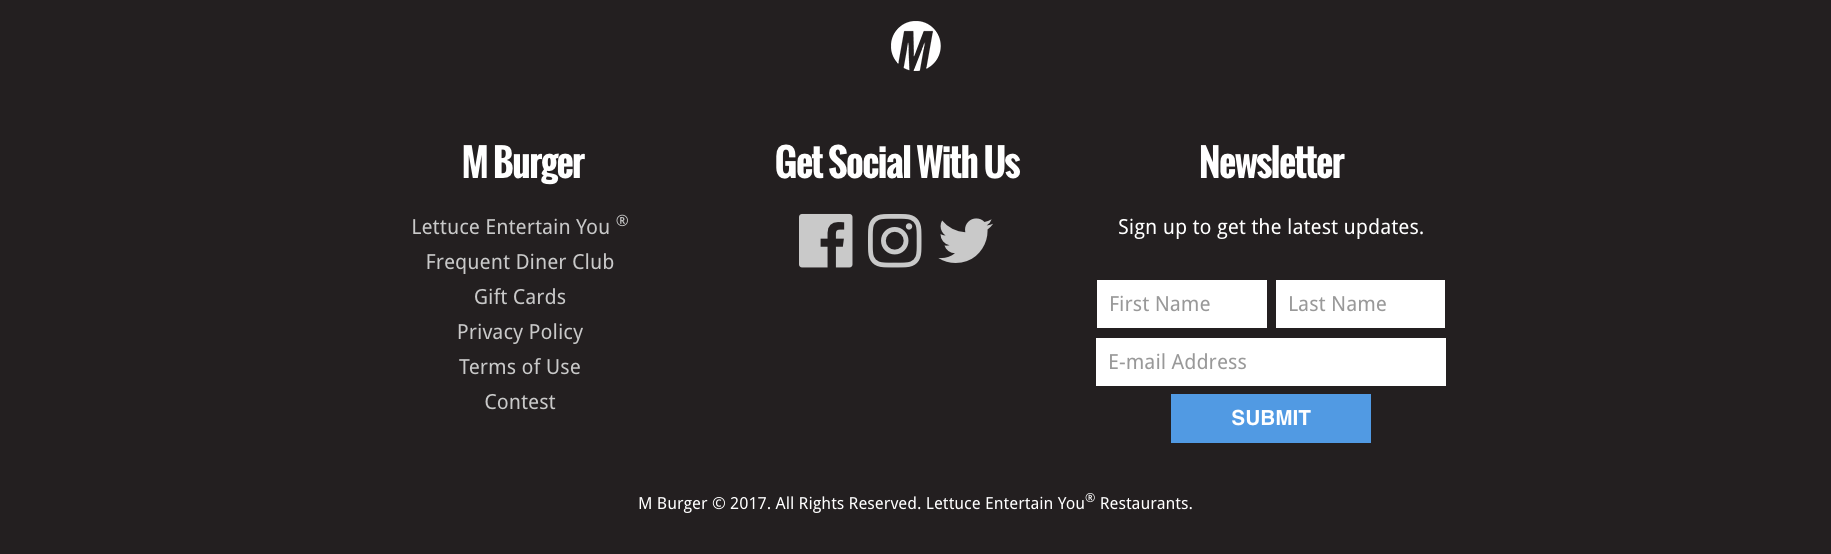 M
M Burger
Lettuce Entertain You ®
Frequent Diner Club
Gift Cards
Privacy Policy
Terms of Use
Contest
Get Social With Us
Newsletter
Sign up to get the latest updates.
First Name
Last Name
E-mail Address
SUBMIT
M Burger © 2017. All Rights Reserved. Lettuce Entertain You® Restaurants.